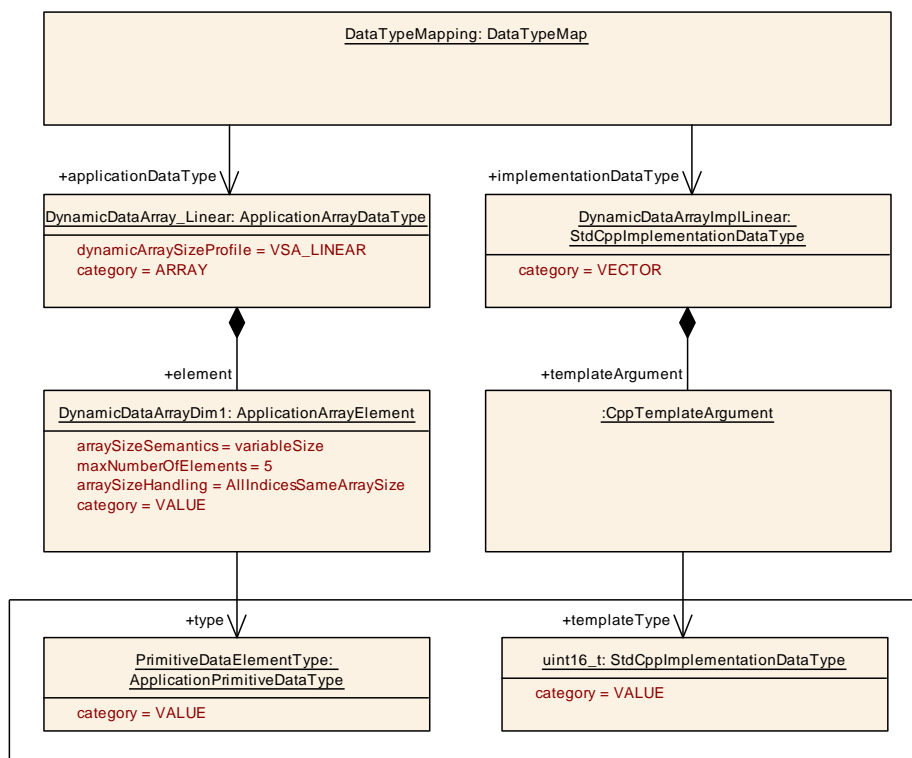 DataTypeMapping: DataTypeMap
+applicationDataType
+implementationDataType
DynamicDataArray_Linear: ApplicationArrayDataType
dynamicArraySizeProfile = VSA_LINEAR
category = ARRAY
DynamicDataArrayImplLinear:
StdCppImplementationDataType
category = VECTOR
+element
+templateArgument
DynamicDataArrayDim1: ApplicationArrayElement
arraySizeSemantics = variableSize
maxNumberOfElements = 5
arraySizeHandling = AllIndicesSameArraySize
category = VALUE
:CppTemplateArgument
+type
+templateType
PrimitiveDataElementType:
ApplicationPrimitiveDataType
category = VALUE
uint16_t: StdCppImplementationDataType
category = VALUE